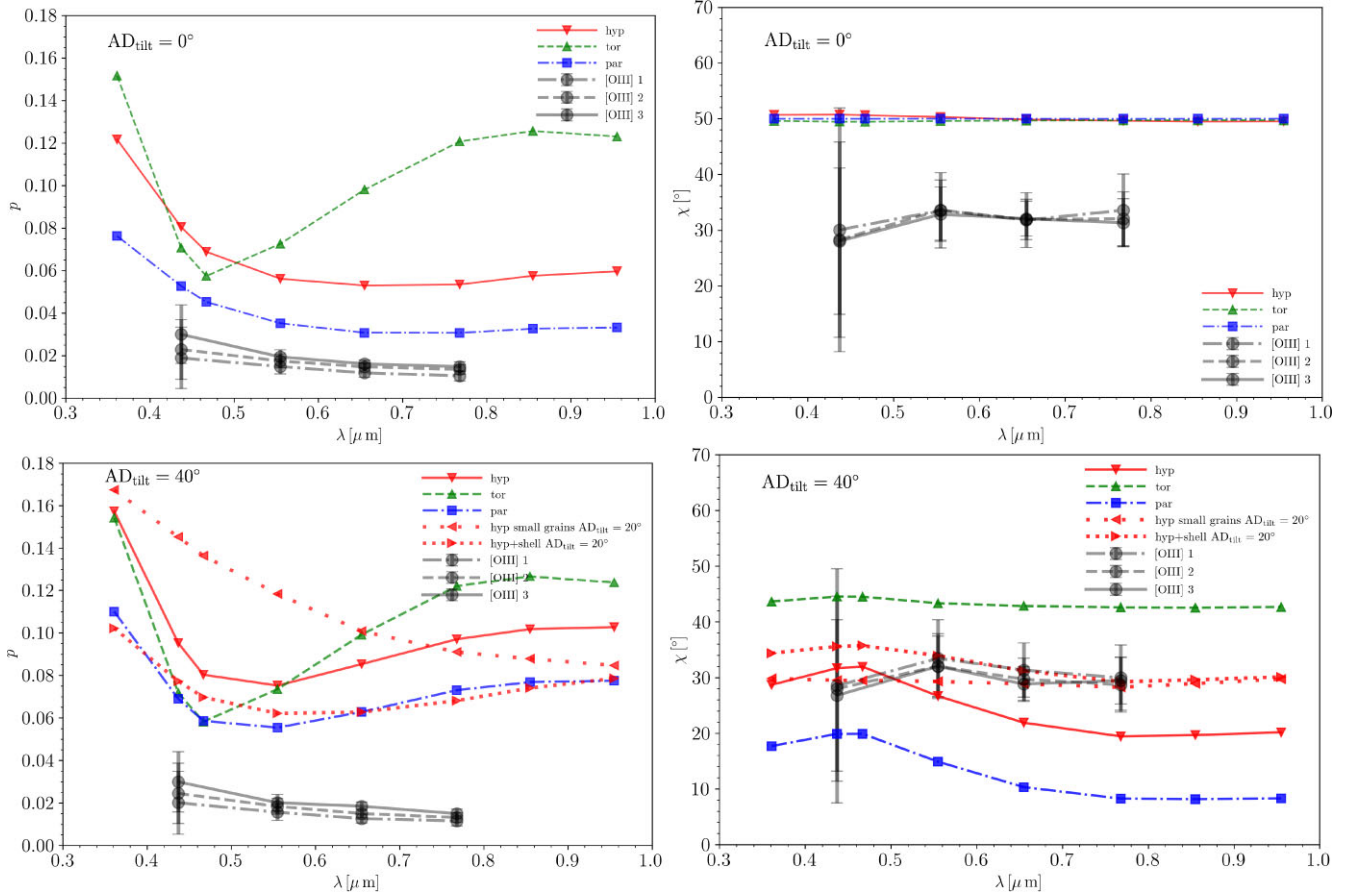 AD_tilt = 0°
hyp
tor
par
[OIII] 1
[OIII] 2
[OIII] 3
p
0.18
0.16
0.14
0.12
0.10
0.08
0.06
0.04
0.02
0.00
0.3 0.4 0.5 0.6 0.7 0.8 0.9 1.0
λ [μ m]
AD_tilt = 0°
hyp
tor
par
[OIII] 1
[OIII] 2
[OIII] 3
χ [°]
70
60
50
40
30
20
10
0
0.3 0.4 0.5 0.6 0.7 0.8 0.9 1.0
λ [μ m]
AD_tilt = 40°
hyp
tor
par
hyp small grains AD_tilt = 20°
hyp+shell AD_tilt = 20°
[OIII] 1
[OIII] 2
[OIII] 3
p
0.18
0.16
0.14
0.12
0.10
0.08
0.06
0.04
0.02
0.00
0.3 0.4 0.5 0.6 0.7 0.8 0.9 1.0
λ [μ m]
AD_tilt = 40°
hyp
tor
par
hyp small grains AD_tilt = 20°
hyp+shell AD_tilt = 20°
[OIII] 1
[OIII] 2
[OIII] 3
χ [°]
70
60
50
40
30
20
10
0
0.3 0.4 0.5 0.6 0.7 0.8 0.9 1.0
λ [μ m]